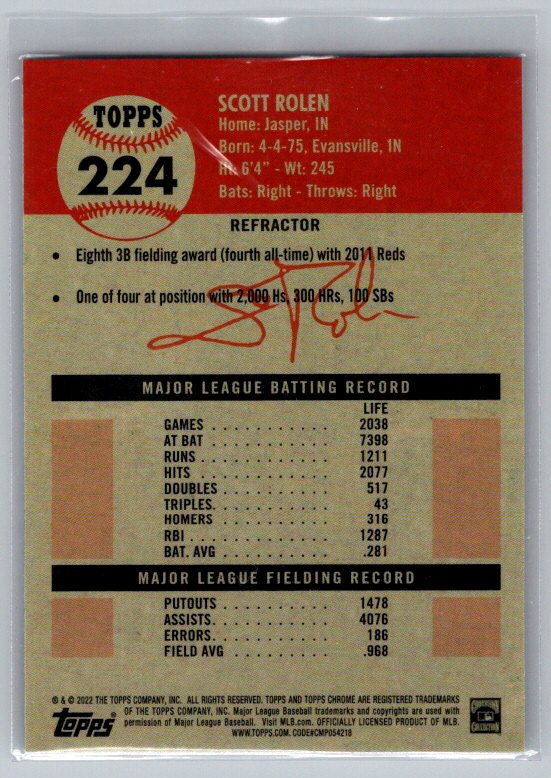 TOPPS
224
SCOTT ROLEN
Home: Jasper, IN
Born: 4-4-75, Evansville, IN
Ht: 6'4" - Wt: 245
Bats: Right - Throws: Right
REFRACTOR
• Eighth 3B fielding award (fourth all-time) with 2011 Reds
• One of four at position with 2,000 Hs, 300 HRs, 100 SBs
MAJOR LEAGUE BATTING RECORD
LIFE
GAMES . . . . . . . . . . . 2038
AT BAT . . . . . . . . . . . 7398
RUNS . . . . . . . . . . . 1211
HITS . . . . . . . . . . . 2077
DOUBLES . . . . . . . . . . 517
TRIPLES. . . . . . . . . . . 43
HOMERS . . . . . . . . . . 316
RBI . . . . . . . . . . . 1287
BAT. AVG . . . . . . . . . . .281
MAJOR LEAGUE FIELDING RECORD
PUTOUTS . . . . . . . . . . 1478
ASSISTS. . . . . . . . . . . 4076
ERRORS. . . . . . . . . . . 186
FIELD AVG . . . . . . . . . .968
® & © 2022 THE TOPPS COMPANY, INC. ALL RIGHTS RESERVED. TOPPS AND TOPPS CHROME ARE REGISTERED TRADEMARKS
OF THE TOPPS COMPANY, INC. Major League Baseball trademarks and copyrights are used with
permission of Major League Baseball. Visit MLB.com. OFFICIALLY LICENSED PRODUCT OF MLB.
WWW.TOPPS.COM. CODE#CMP054218
Topps